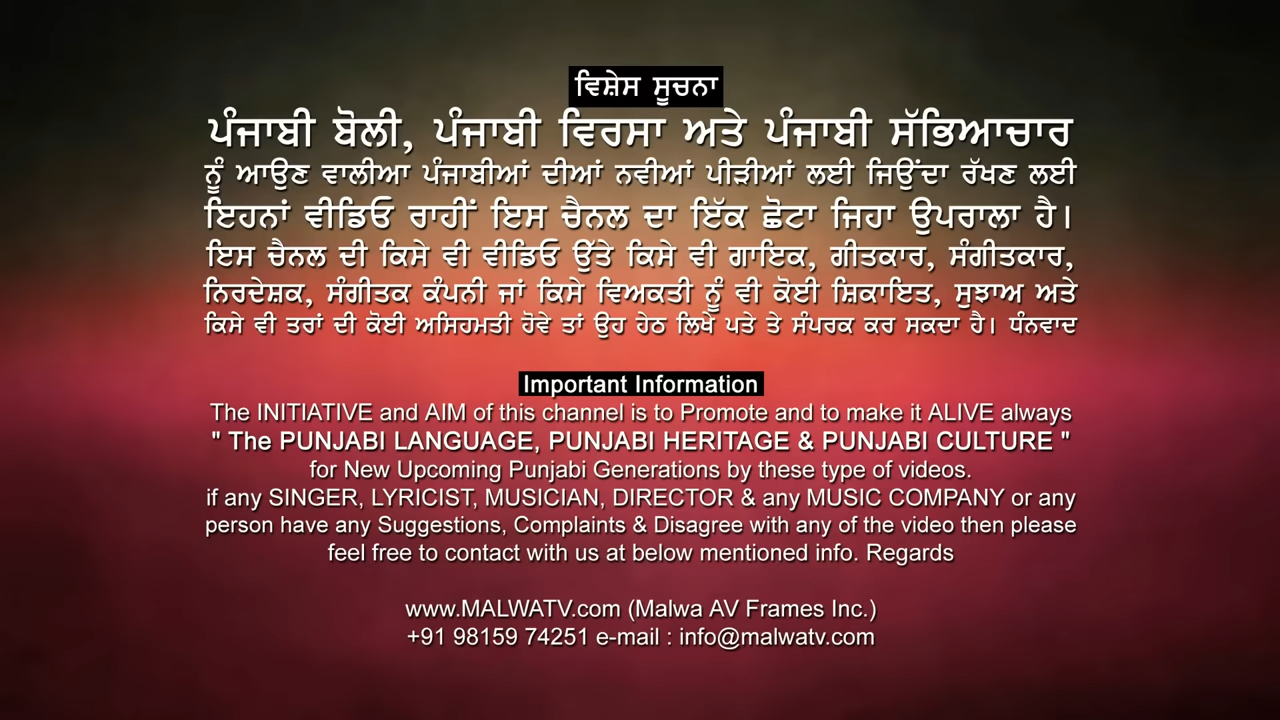 ਵਿਸ਼ੇਸ ਸੂਚਨਾ
ਪੰਜਾਬੀ ਬੋਲੀ, ਪੰਜਾਬੀ ਵਿਰਸਾ ਅਤੇ ਪੰਜਾਬੀ ਸੱਭਿਆਚਾਰ
ਨੂੰ ਆਉਣ ਵਾਲੀਆ ਪੰਜਾਬੀਆਂ ਦੀਆਂ ਨਵੀਆਂ ਪੀੜੀਆਂ ਲਈ ਜਿਉਂਦਾ ਰੱਖਣ ਲਈ
ਇਹਨਾਂ ਵੀਡਿਓ ਰਾਹੀਂ ਇਸ ਚੈਨਲ ਦਾ ਇੱਕ ਛੋਟਾ ਜਿਹਾ ਉਪਰਾਲਾ ਹੈ।
ਇਸ ਚੈਨਲ ਦੀ ਕਿਸੇ ਵੀ ਵੀਡਿਓ ਉੱਤੇ ਕਿਸੇ ਵੀ ਗਾਇਕ, ਗੀਤਕਾਰ, ਸੰਗੀਤਕਾਰ,
ਨਿਰਦੇਸ਼ਕ, ਸੰਗੀਤਕ ਕੰਪਨੀ ਜਾਂ ਕਿਸੇ ਵਿਅਕਤੀ ਨੂੰ ਵੀ ਕੋਈ ਸ਼ਿਕਾਇਤ, ਸੁਝਾਅ ਅਤੇ
ਕਿਸੇ ਵੀ ਤਰਾਂ ਦੀ ਕੋਈ ਅਸਿਹਮਤੀ ਹੋਵੇ ਤਾਂ ਉਹ ਹੇਠ ਲਿਖੇ ਪਤੇ ਤੇ ਸੰਪਰਕ ਕਰ ਸਕਦਾ ਹੈ। ਧੰਨਵਾਦ
Important Information
The INITIATIVE and AIM of this channel is to Promote and to make it ALIVE always
" The PUNJABI LANGUAGE, PUNJABI HERITAGE & PUNJABI CULTURE "
for New Upcoming Punjabi Generations by these type of videos.
if any SINGER, LYRICIST, MUSICIAN, DIRECTOR & any MUSIC COMPANY or any
person have any Suggestions, Complaints & Disagree with any of the video then please
feel free to contact with us at below mentioned info. Regards
www.MALWATV.com (Malwa AV Frames Inc.)
+91 98159 74251 e-mail : info@malwatv.com